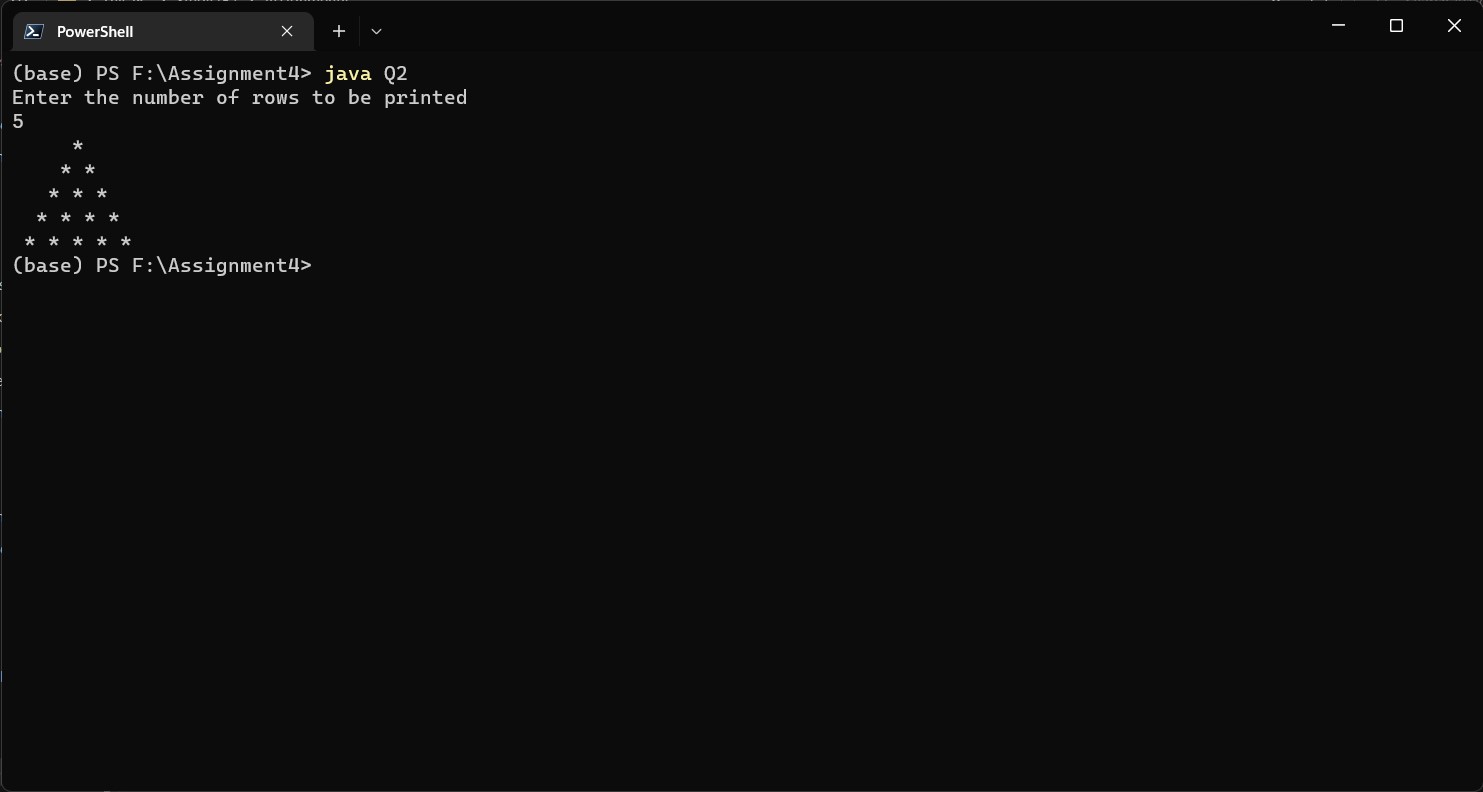 PowerShell
(base) PS F:\Assignment4> java Q2
Enter the number of rows to be printed
5
     *
    * *
   * * *
  * * * *
 * * * * *
(base) PS F:\Assignment4>